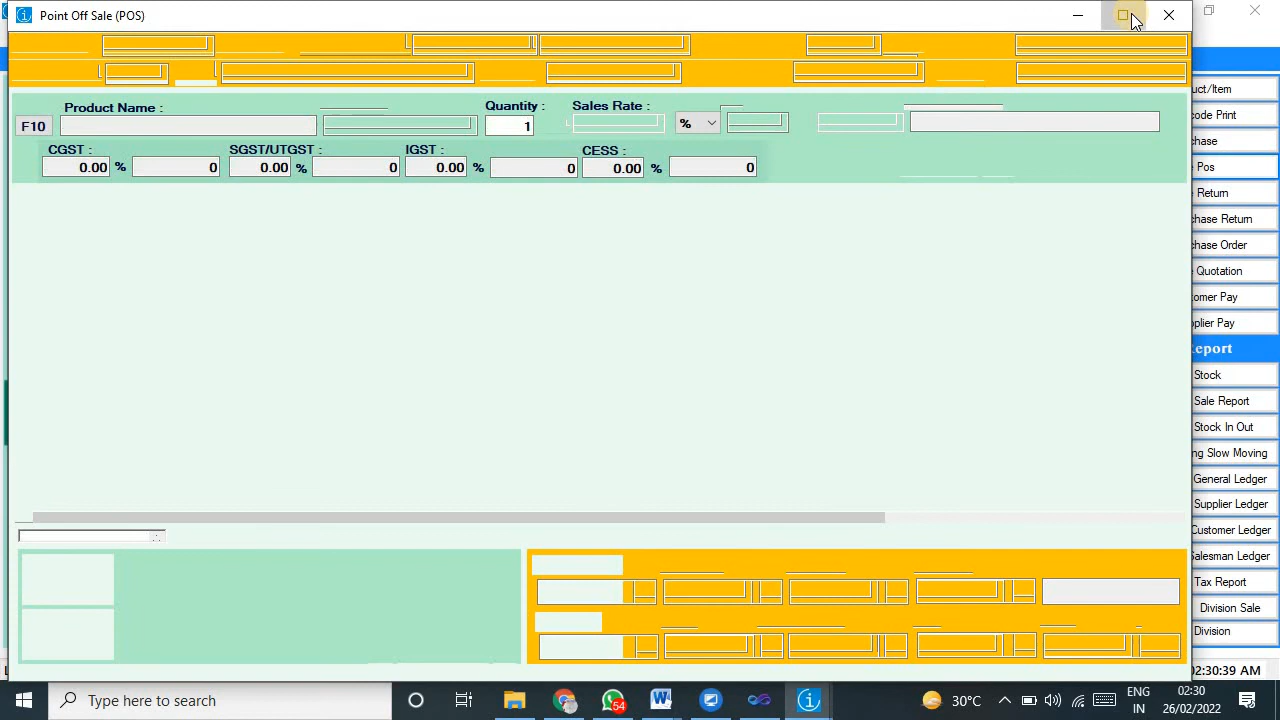 Point Off Sale (POS)
Product Name :
Quantity :
Sales Rate :
F10
1
%
CGST :
SGST/UTGST :
IGST :
CESS :
0.00 %
0
0.00 %
0
0.00 %
0
0.00 %
0
uct/Item
code Print
chase
Pos
Return
chase Return
chase Order
Quotation
omer Pay
plier Pay
Report
Stock
Sale Report
Stock In Out
ng Slow Moving
General Ledger
Supplier Ledger
Customer Ledger
Salesman Ledger
Tax Report
Division Sale
Division
02:30:39 AM
Type here to search
54
30°C
ENG
IN
02:30
26/02/2022